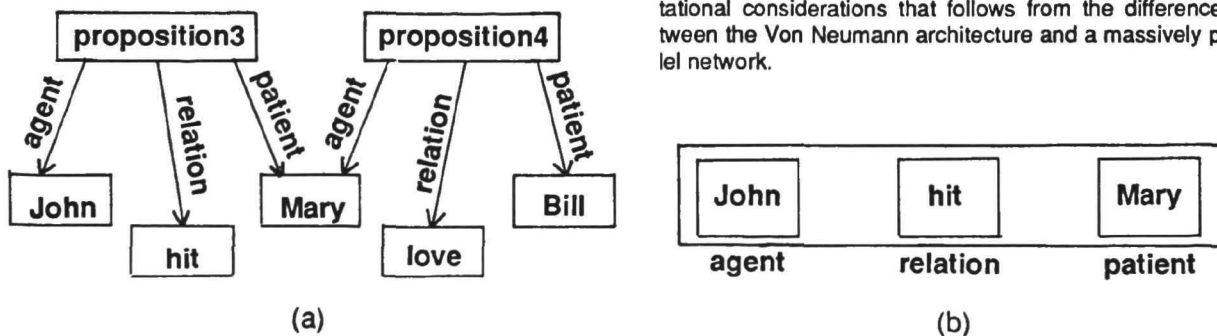 proposition3 proposition4
agent relation patient agent relation patient
John Mary Bill
hit love
(a)
tational considerations that follows from the difference
tween the Von Neumann architecture and a massively p
lel network.
John hit Mary
agent relation patient
(b)